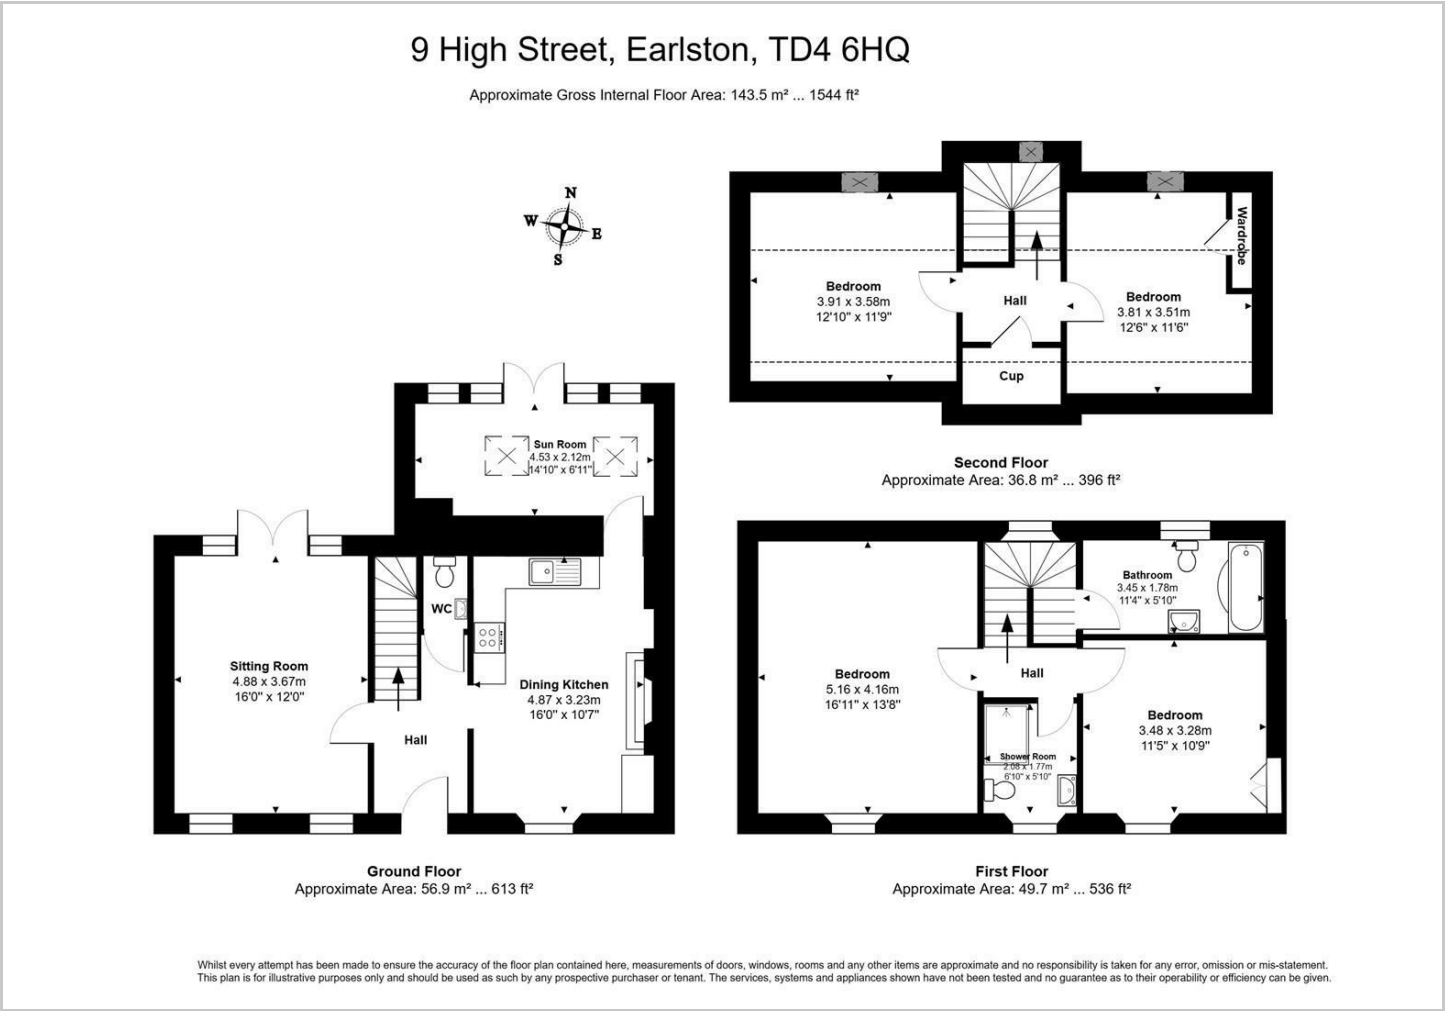 9 High Street, Earlston, TD4 6HQ
Approximate Gross Internal Floor Area: 143.5 m² ... 1544 ft²
N
W
E
S
Wardrobe
Bedroom
3.91 x 3.58m
12'10" x 11'9"
Hall
Bedroom
3.81 x 3.51m
12'6" x 11'6"
Cup
Second Floor
Approximate Area: 36.8 m² ... 396 ft²
Sun Room
4.53 x 2.12m
14'10" x 6'11"
WC
Sitting Room
4.88 x 3.67m
16'0" x 12'0"
Dining Kitchen
4.87 x 3.23m
16'0" x 10'7"
Hall
Ground Floor
Approximate Area: 56.9 m² ... 613 ft²
Bathroom
3.45 x 1.78m
11'4" x 5'10"
Bedroom
5.16 x 4.16m
16'11" x 13'8"
Hall
Bedroom
3.48 x 3.28m
11'5" x 10'9"
Shower Room
2.08 x 1.77m
6'10" x 5'10"
First Floor
Approximate Area: 49.7 m² ... 536 ft²
Whilst every attempt has been made to ensure the accuracy of the floor plan contained here, measurements of doors, windows, rooms and any other items are approximate and no responsibility is taken for any error, omission or mis-statement.
This plan is for illustrative purposes only and should be used as such by any prospective purchaser or tenant. The services, systems and appliances shown have not been tested and no guarantee as to their operability or efficiency can be given.